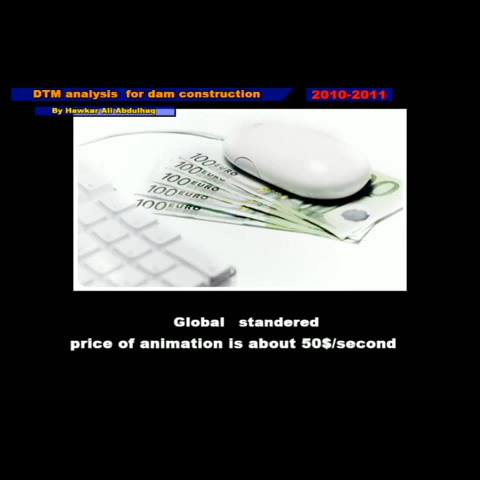 DTM analysis for dam construction
2010-2011
By Hawkar Ali Abdulhaq
100 EURO
100 EURO
100 EURO
100 EURO
100 EURO
Global standered
price of animation is about 50$/second